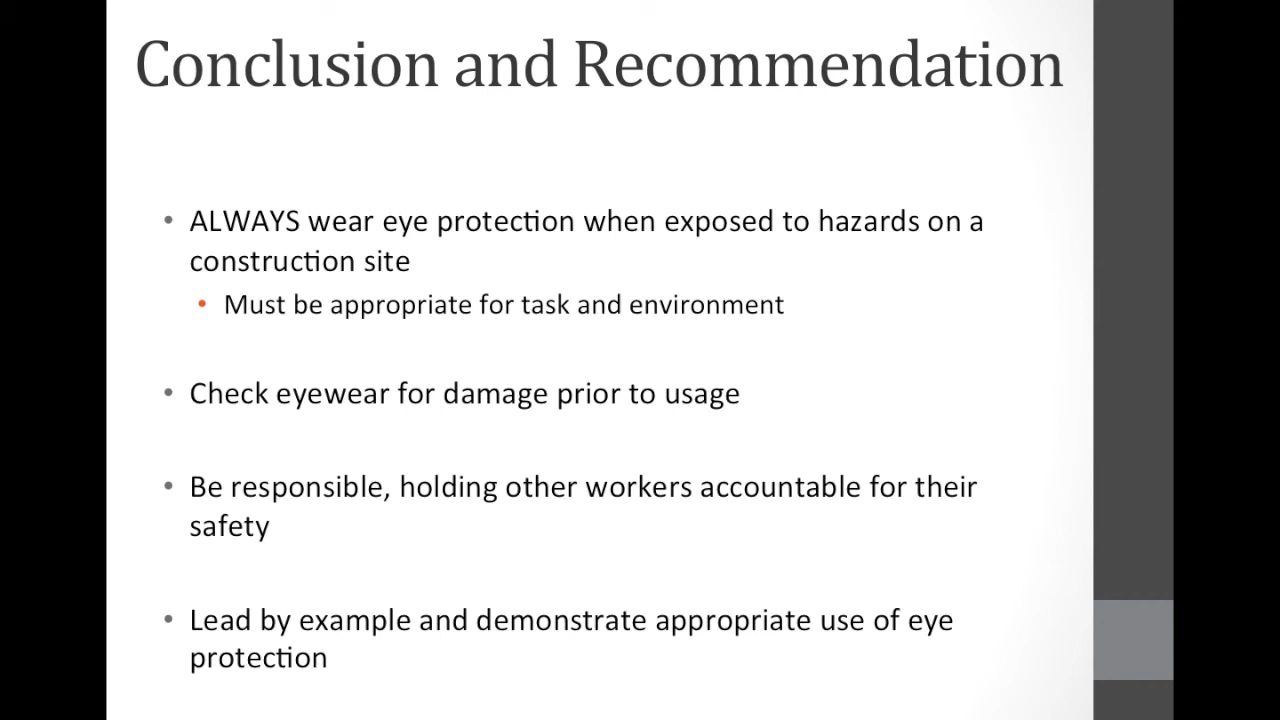 Conclusion and Recommendation
• ALWAYS wear eye protection when exposed to hazards on a
construction site
• Must be appropriate for task and environment
• Check eyewear for damage prior to usage
• Be responsible, holding other workers accountable for their
safety
• Lead by example and demonstrate appropriate use of eye
protection